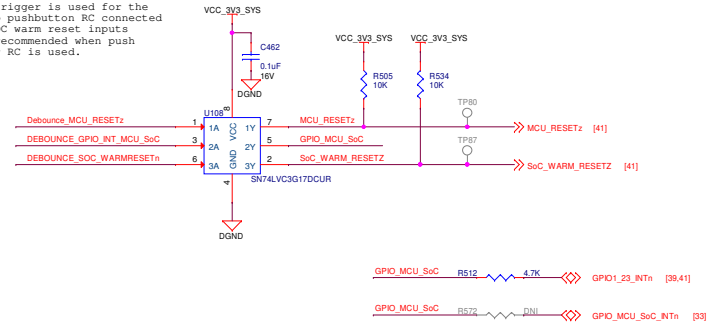 rigger is used for the
pushbutton RC connected
C warm reset inputs
recommended when push
RC is used.
VCC_3V3_SYS
C462
0.1uF
16V
DGND
VCC_3V3_SYS
VCC_3V3_SYS
R505
10K
R534
10K
U108
8
VCC
GND
4
Debounce_MCU_RESETz
1
1A
1Y
7
MCU_RESETz
DEBOUNCE_GPIO_INT_MCU_SoC
3
2A
2Y
5
GPIO_MCU_SoC
DEBOUNCE_SOC_WARMRESETn
6
3A
3Y
2
SoC_WARM_RESETZ
SN74LVC3G17DCUR
DGND
TP80
MCU_RESETz [41]
TP87
SoC_WARM_RESETZ [41]
GPIO_MCU_SoC R512 4.7K GPIO1_23_INTn [39,41]
GPIO_MCU_SoC R572 DNI GPIO_MCU_SoC_INTn [33]